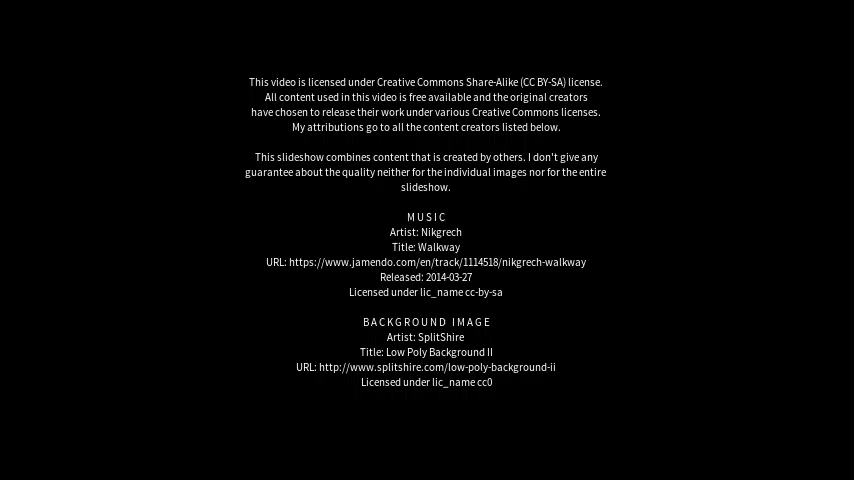 This video is licensed under Creative Commons Share-Alike (CC BY-SA) license.
All content used in this video is free available and the original creators
have chosen to release their work under various Creative Commons licenses.
My attributions go to all the content creators listed below.
This slideshow combines content that is created by others. I don't give any
guarantee about the quality neither for the individual images nor for the entire
slideshow.
M U S I C
Artist: Nikgrech
Title: Walkway
URL: https://www.jamendo.com/en/track/1114518/nikgrech-walkway
Released: 2014-03-27
Licensed under lic_name cc-by-sa
B A C K G R O U N D   I M A G E
Artist: SplitShire
Title: Low Poly Background II
URL: http://www.splitshire.com/low-poly-background-ii
Licensed under lic_name cc0